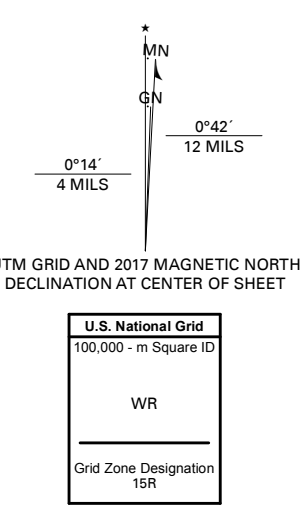 ★
MN
GN
0°42´
12 MILS
0°14´
4 MILS
UTM GRID AND 2017 MAGNETIC NORTH
DECLINATION AT CENTER OF SHEET
U.S. National Grid
100,000 - m Square ID
WR
Grid Zone Designation
15R